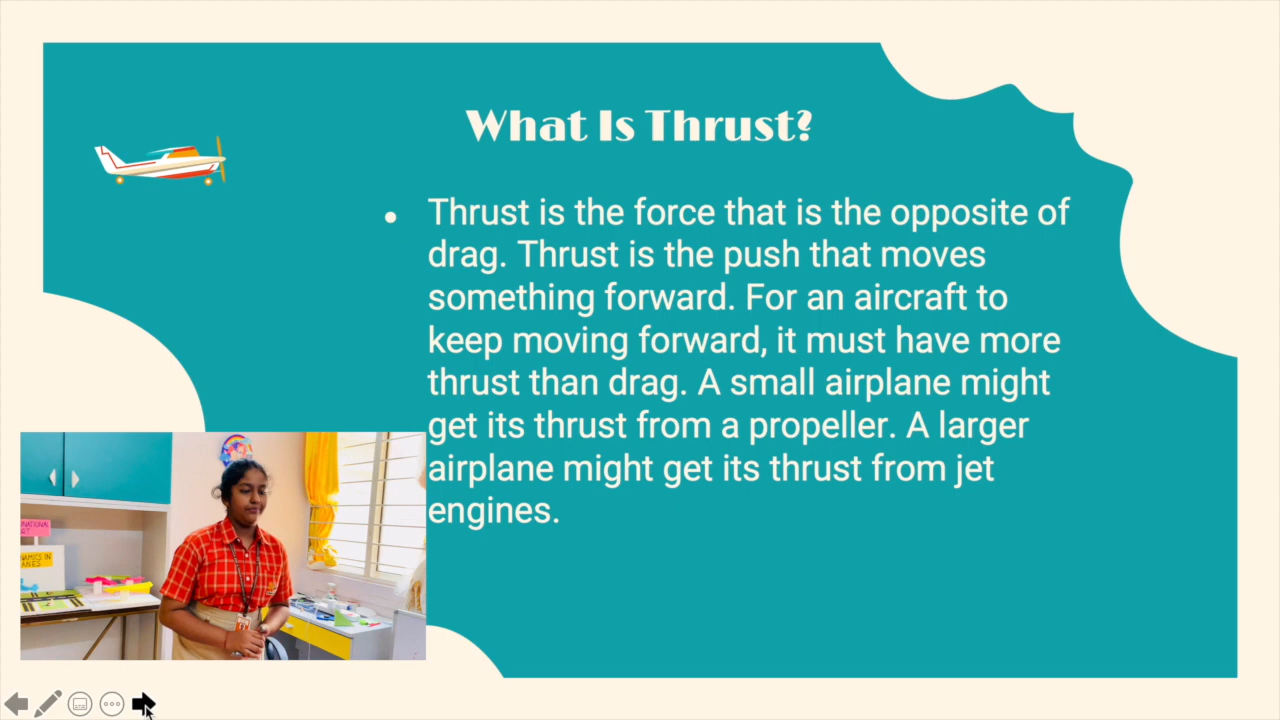 What Is Thrust?
Thrust is the force that is the opposite of
drag. Thrust is the push that moves
something forward. For an aircraft to
keep moving forward, it must have more
thrust than drag. A small airplane might
get its thrust from a propeller. A larger
airplane might get its thrust from jet
engines.